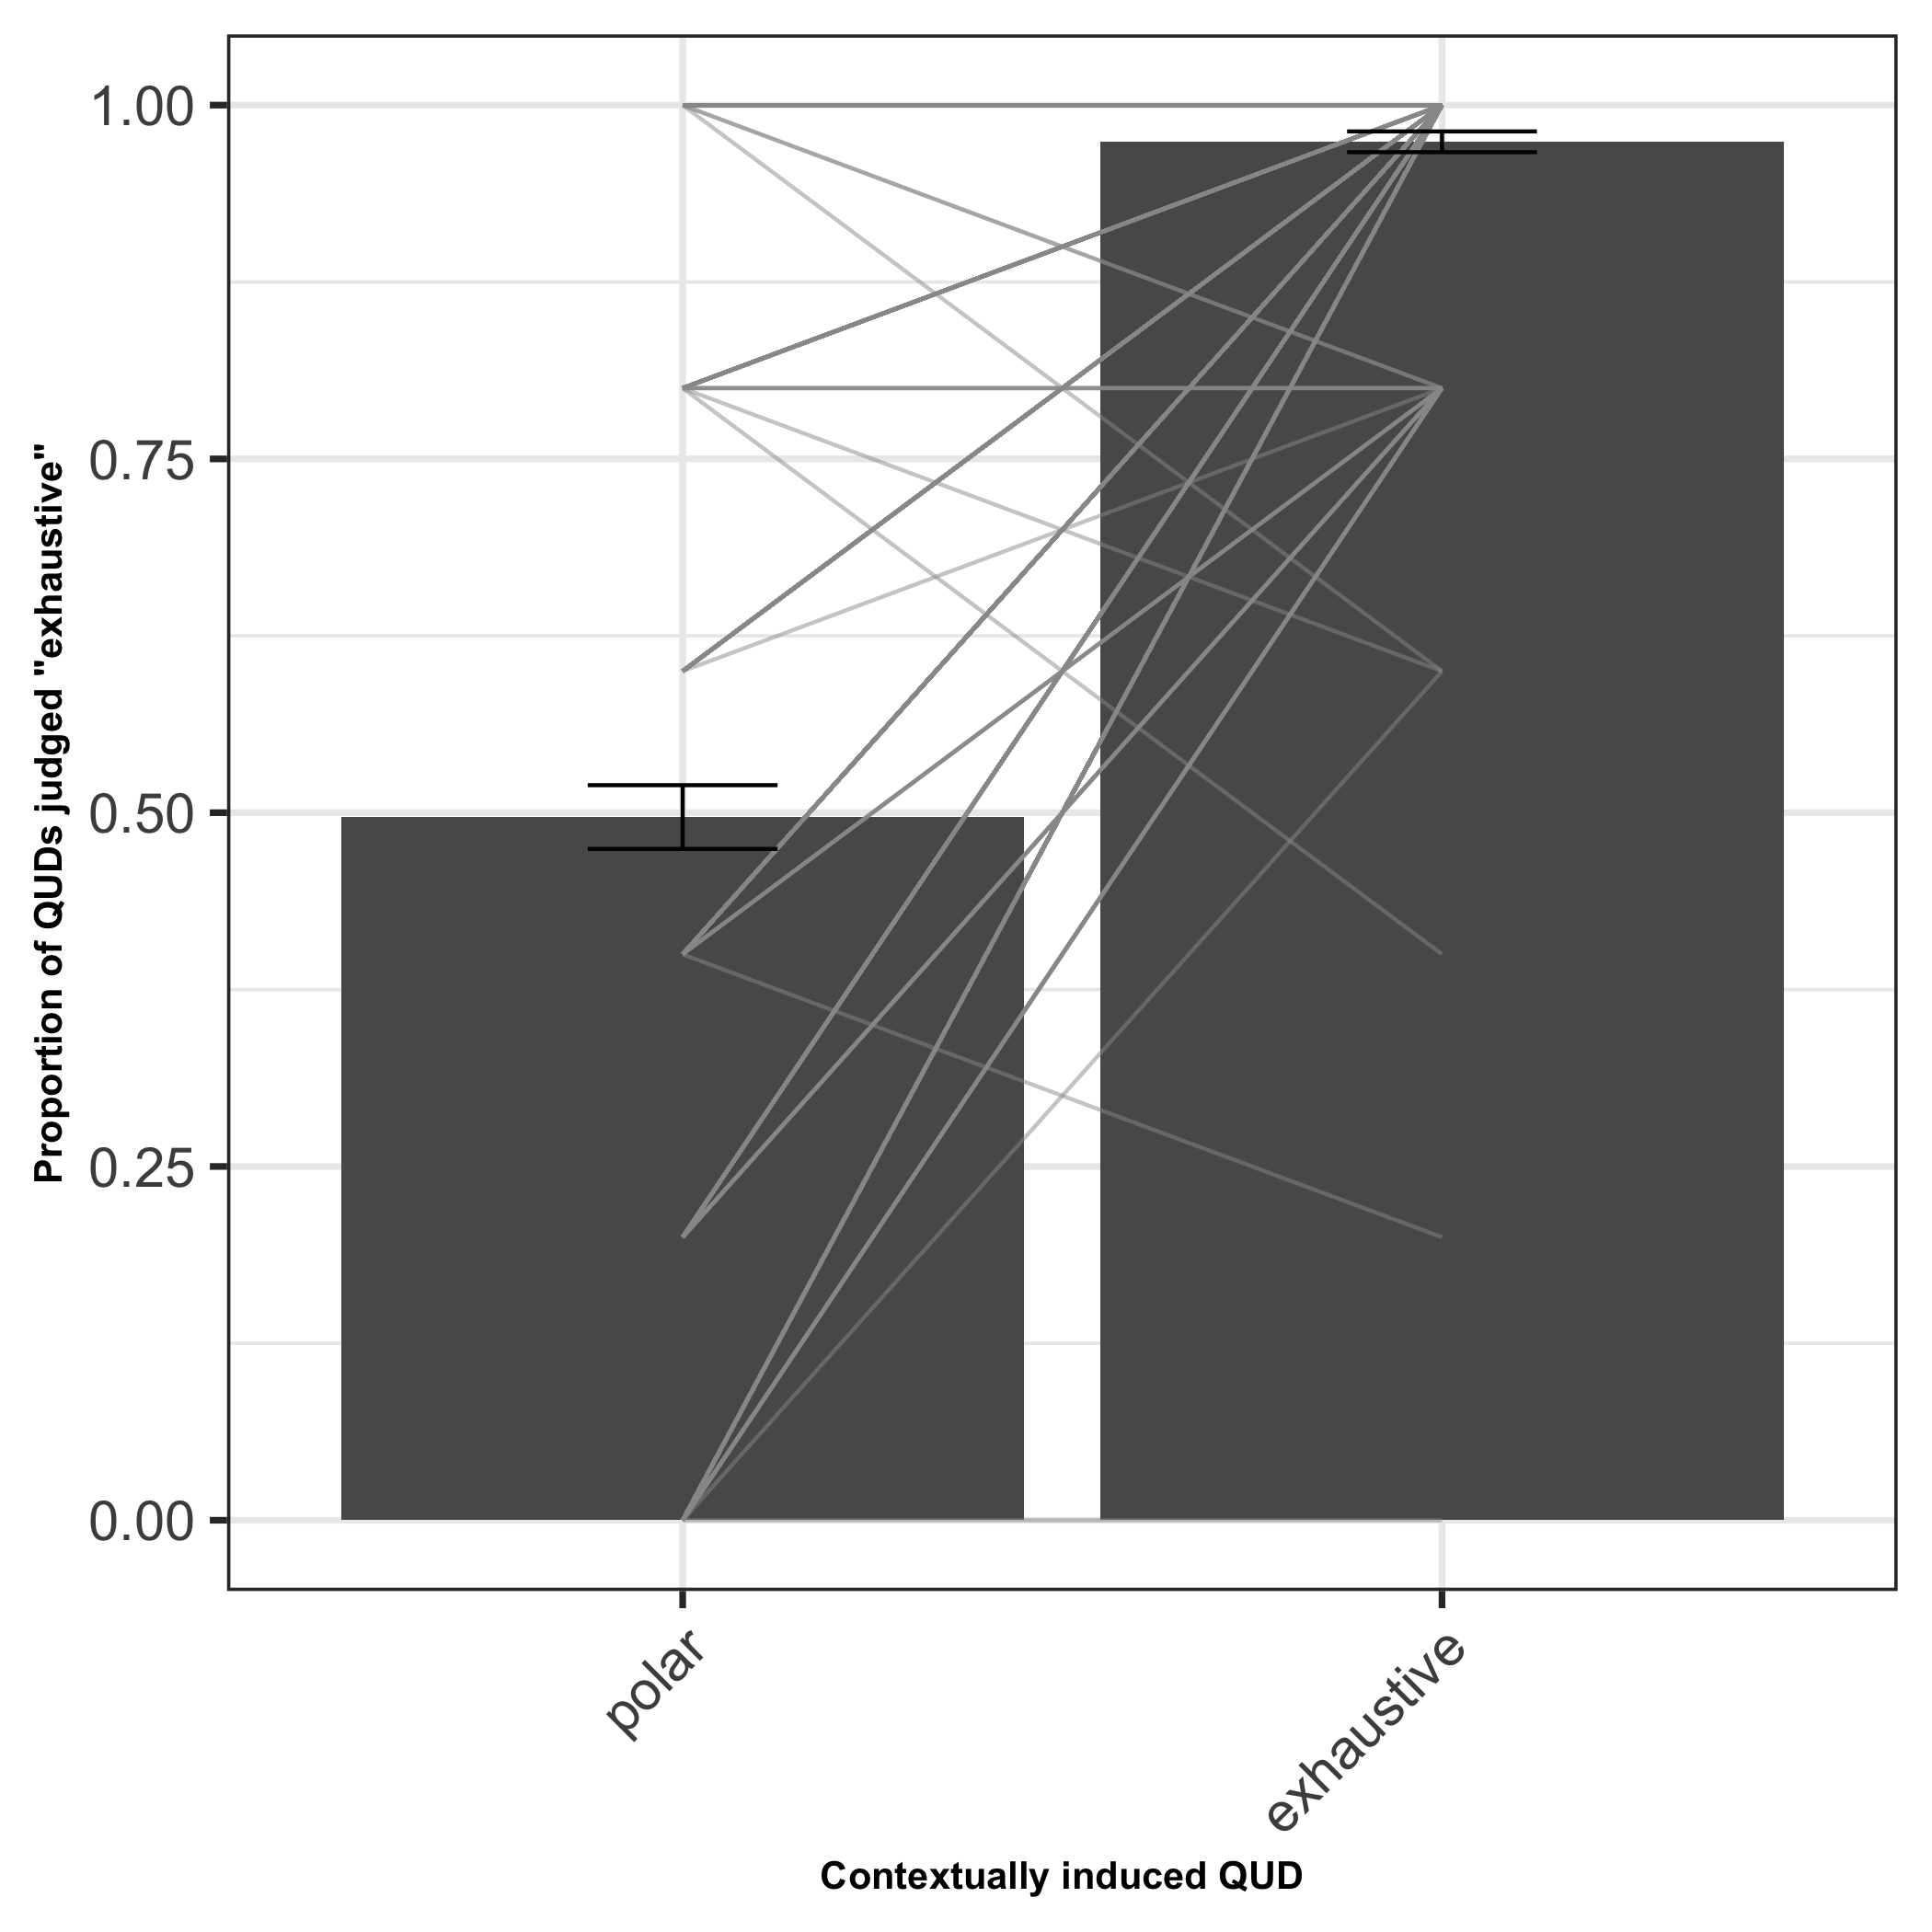 Proportion of QUDs judged "exhaustive"
1.00
0.75
0.50
0.25
0.00
polar
exhaustive
Contextually induced QUD